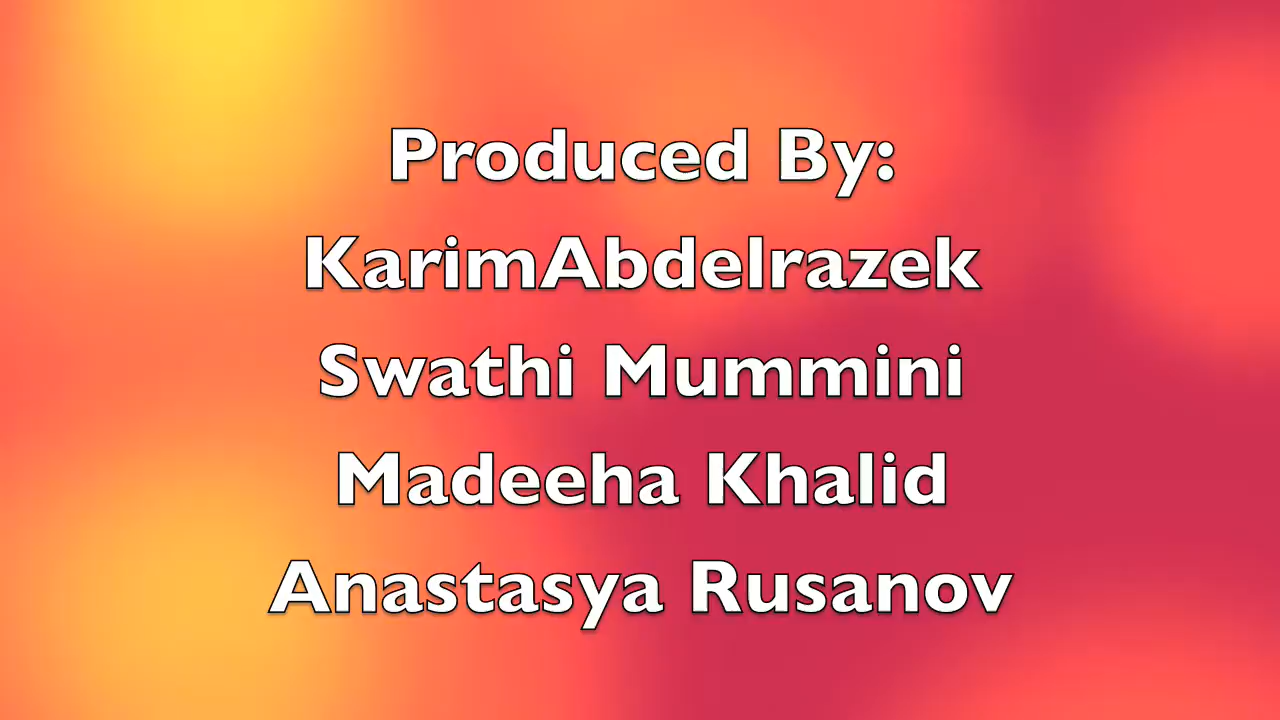 Produced By:
KarimAbdelrazek
Swathi Mummini
Madeeha Khalid
Anastasya Rusanov